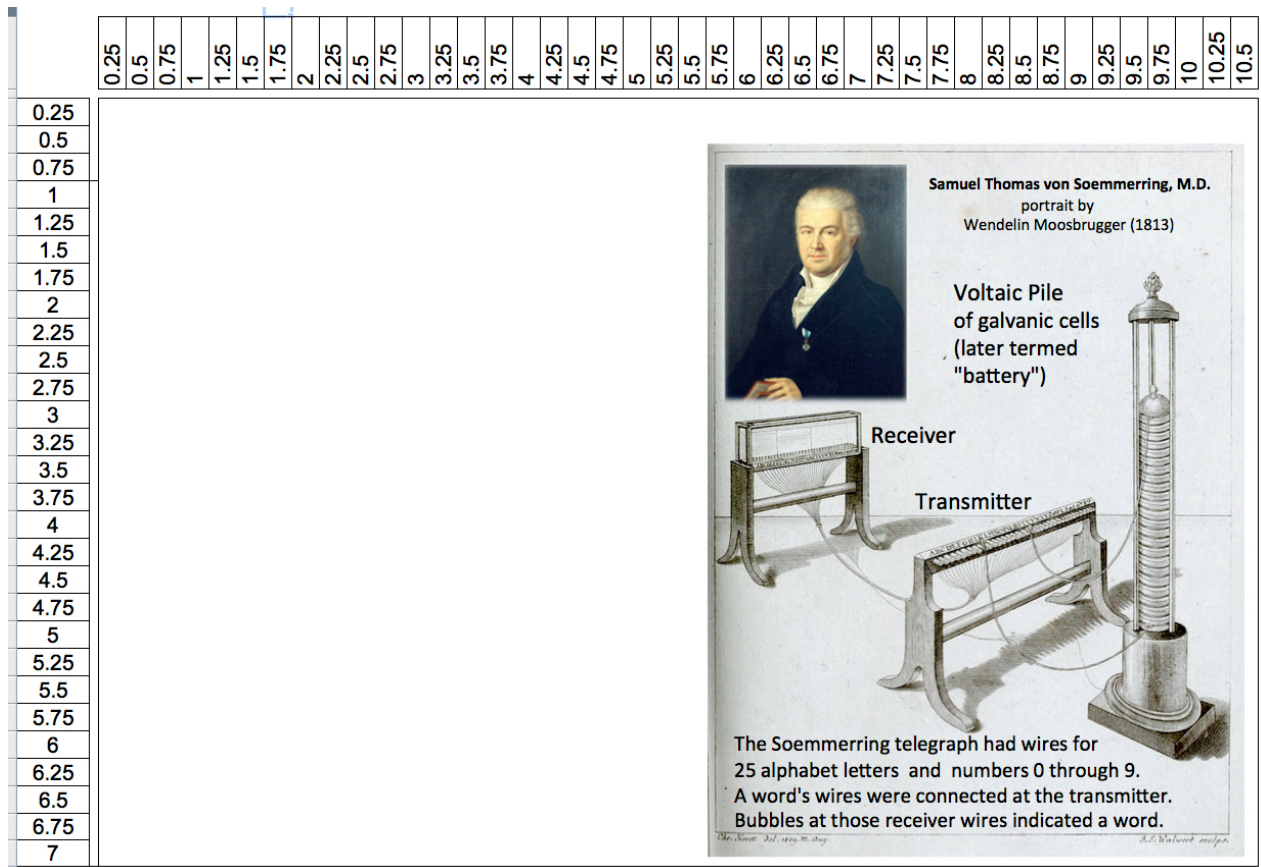 0.25 0.5 0.75 1 1.25 1.5 1.75 2 2.25 2.5 2.75 3 3.25 3.5 3.75 4 4.25 4.5 4.75 5 5.25 5.5 5.75 6 6.25 6.5 6.75 7 7.25 7.5 7.75 8 8.25 8.5 8.75 9 9.25 9.5 9.75 10 10.25 10.5
0.25
0.5
0.75
1
1.25
1.5
1.75
2
2.25
2.5
2.75
3
3.25
3.5
3.75
4
4.25
4.5
4.75
5
5.25
5.5
5.75
6
6.25
6.5
6.75
7
Samuel Thomas von Soemmerring, M.D.
portrait by
Wendelin Moosbrugger (1813)
Voltaic Pile
of galvanic cells
(later termed
"battery")
Receiver
Transmitter
The Soemmerring telegraph had wires for
25 alphabet letters and numbers 0 through 9.
A word's wires were connected at the transmitter.
Bubbles at those receiver wires indicated a word.
del. 1809. m. Aug.
Walwert sculps.